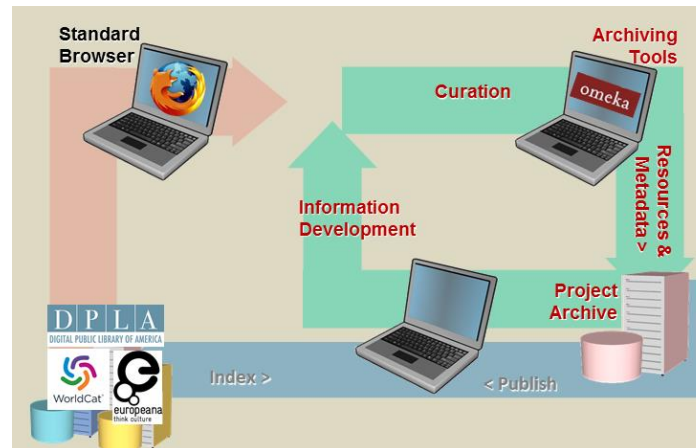 Standard
Browser
Archiving
Tools
Curation
omeka
Resources &
Metadata >
Information
Development
Project
Archive
DPLA
DIGITAL PUBLIC LIBRARY OF AMERICA
WorldCat
europeana
think culture
Index >
< Publish